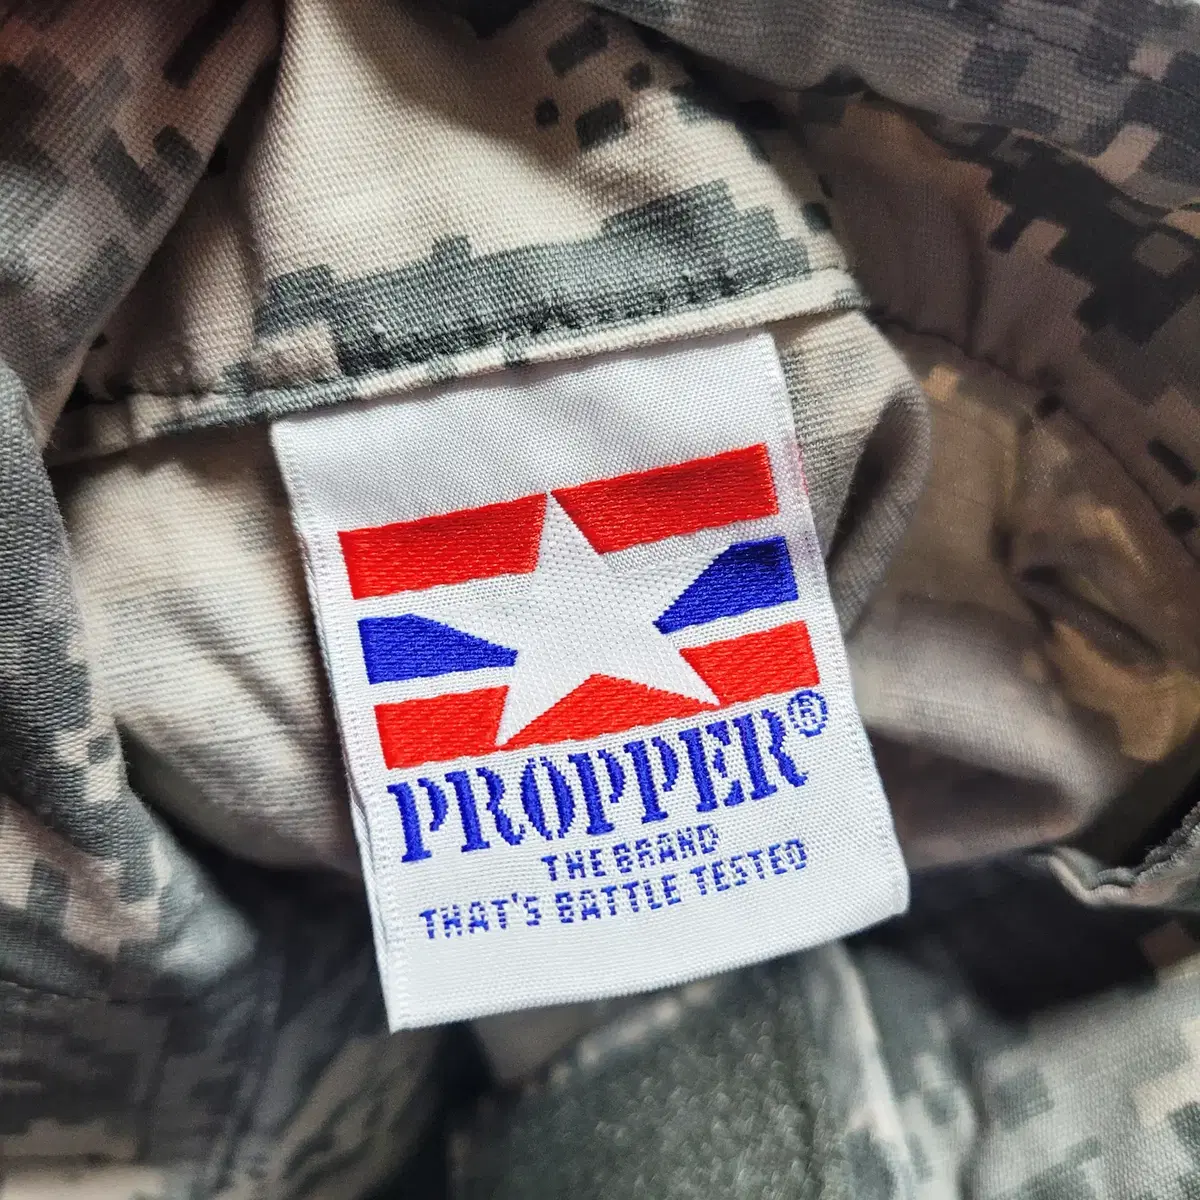 PROPPER®
THE BRAND
THAT'S BATTLE TESTED